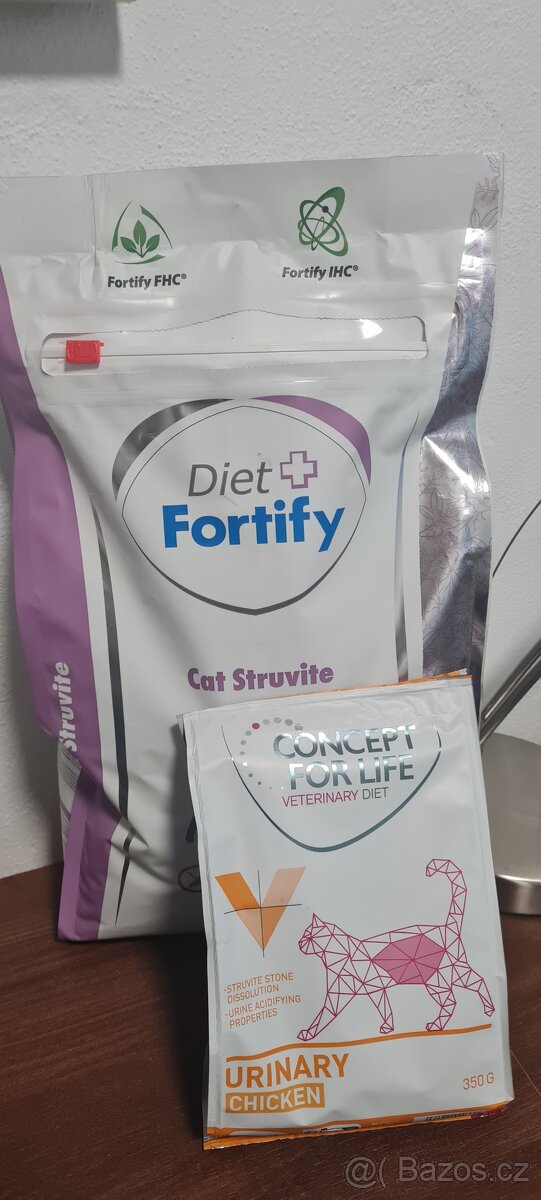 Fortify FHC®
Fortify IHC®
Diet
Fortify
Cat Struvite
Struvite
CONCEPT
FOR LIFE
VETERINARY DIET
-STRUVITE STONE
DISSOLUTION
-URINE ACIDIFYING
PROPERTIES
URINARY
CHICKEN
350 G
@( Bazos.cz